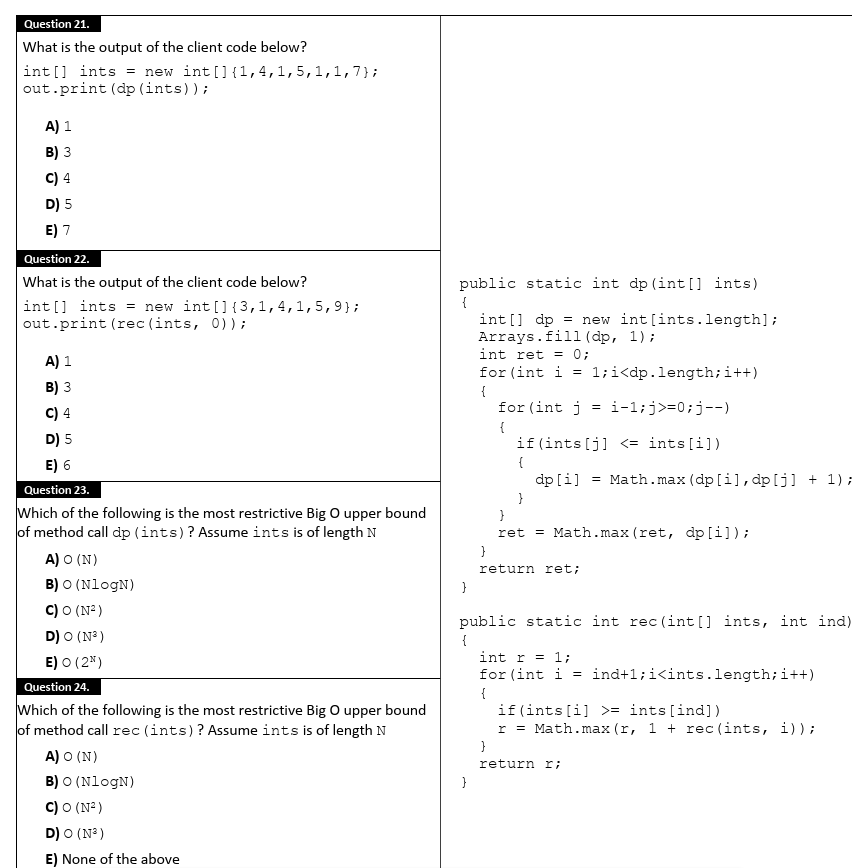 Question 21.
What is the output of the client code below?
int[] ints = new int[]{1,4,1,5,1,1,7};
out.print(dp(ints));
A) 1
B) 3
C) 4
D) 5
E) 7
Question 22.
What is the output of the client code below?
int[] ints = new int[]{3,1,4,1,5,9};
out.print(rec(ints, 0));
A) 1
B) 3
C) 4
D) 5
E) 6
Question 23.
Which of the following is the most restrictive Big O upper bound
of method call dp(ints)? Assume ints is of length N
A) O(N)
B) O(NlogN)
C) O(N²)
D) O(N³)
E) O(2ᴺ)
Question 24.
Which of the following is the most restrictive Big O upper bound
of method call rec(ints)? Assume ints is of length N
A) O(N)
B) O(NlogN)
C) O(N²)
D) O(N³)
E) None of the above
public static int dp(int[] ints)
{
int[] dp = new int[ints.length];
Arrays.fill(dp, 1);
int ret = 0;
for(int i = 1;i<dp.length;i++)
{
for(int j = i-1;j>=0;j--)
{
if(ints[j] <= ints[i])
{
dp[i] = Math.max(dp[i],dp[j] + 1);
}
}
ret = Math.max(ret, dp[i]);
}
return ret;
}
public static int rec(int[] ints, int ind)
{
int r = 1;
for(int i = ind+1;i<ints.length;i++)
{
if(ints[i] >= ints[ind])
r = Math.max(r, 1 + rec(ints, i));
}
return r;
}